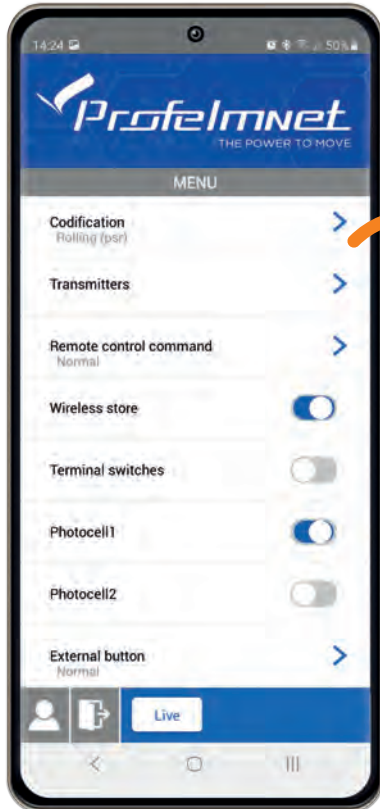 14:24 50%
Profelmnet
THE POWER TO MOVE
MENU
Codification
Rolling (psr)
Transmitters
Remote control command
Normal
Wireless store
Terminal switches
Photocell1
Photocell2
External button
Normal
Live